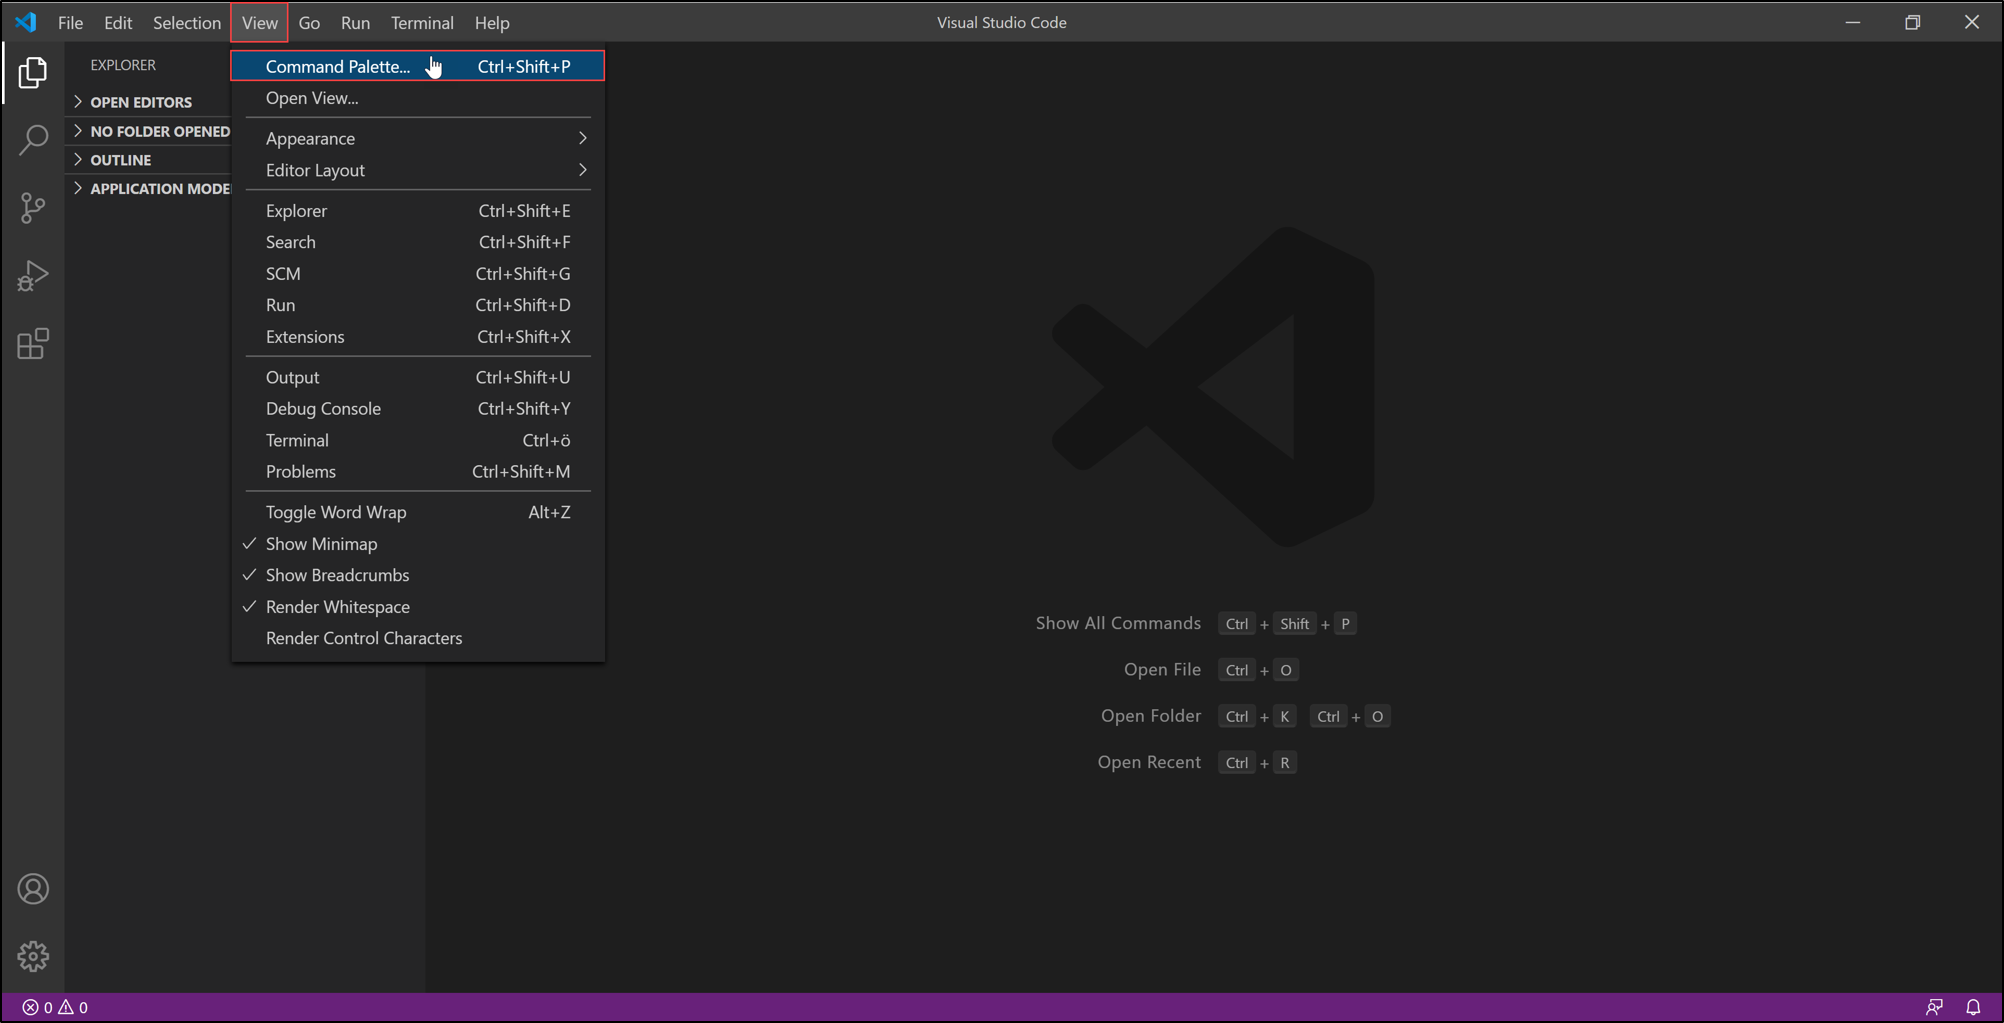 File Edit Selection View Go Run Terminal Help Visual Studio Code
EXPLORER
OPEN EDITORS
NO FOLDER OPENED
OUTLINE
APPLICATION MODE
Command Palette... Ctrl+Shift+P
Open View...
Appearance
Editor Layout
Explorer Ctrl+Shift+E
Search Ctrl+Shift+F
SCM Ctrl+Shift+G
Run Ctrl+Shift+D
Extensions Ctrl+Shift+X
Output Ctrl+Shift+U
Debug Console Ctrl+Shift+Y
Terminal Ctrl+ö
Problems Ctrl+Shift+M
Toggle Word Wrap Alt+Z
Show Minimap
Show Breadcrumbs
Render Whitespace
Render Control Characters
Show All Commands Ctrl + Shift + P
Open File Ctrl + O
Open Folder Ctrl + K Ctrl + O
Open Recent Ctrl + R
0 0